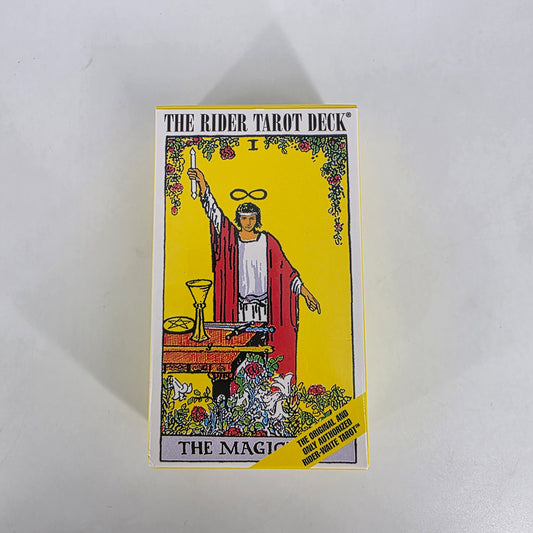 THE RIDER TAROT DECK®
I
THE MAGIC
THE ORIGINAL AND
ONLY AUTHORIZED
RIDER-WAITE TAROT™